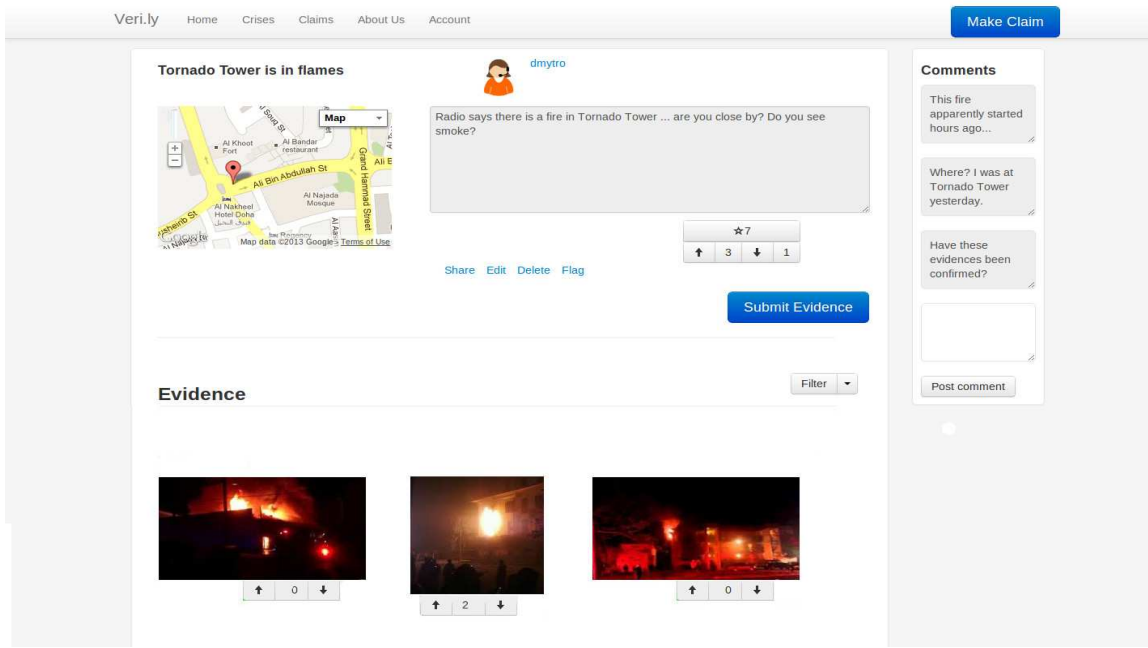 Veri.ly Home Crises Claims About Us Account Make Claim
Tornado Tower is in flames
dmytro
Map
Al Khoot
Fort
Al Bandar
restaurant
Ali Bin Abdullah St
Grand Hammad Street
Al Najada
Mosque
Al Nakheel
Hotel Doha
فندق النخيل
Map data ©2013 Google - Terms of Use
Radio says there is a fire in Tornado Tower ... are you close by? Do you see
smoke?
☆7
3 1
Share Edit Delete Flag
Submit Evidence
Evidence
Filter
0
2
0
Comments
This fire
apparently started
hours ago...
Where? I was at
Tornado Tower
yesterday.
Have these
evidences been
confirmed?
Post comment